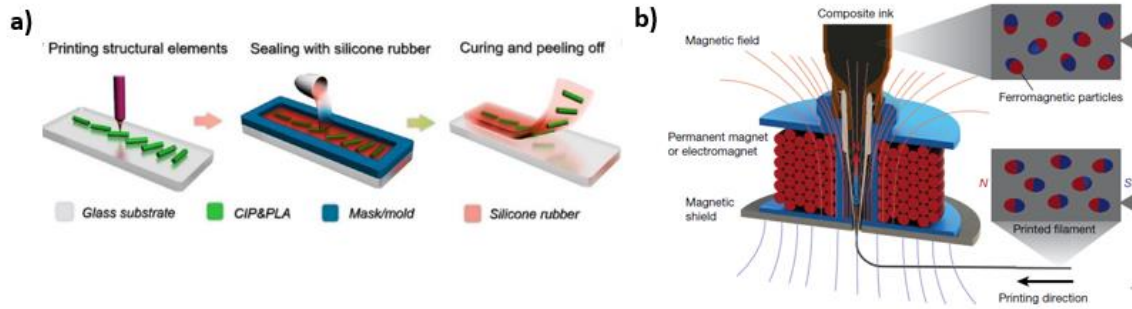 a)
Printing structural elements
Sealing with silicone rubber
Curing and peeling off
Glass substrate
CIP&PLA
Mask/mold
Silicone rubber
b)
Composite ink
Magnetic field
Ferromagnetic particles
Permanent magnet
or electromagnet
N
S
Magnetic
shield
Printed filament
Printing direction